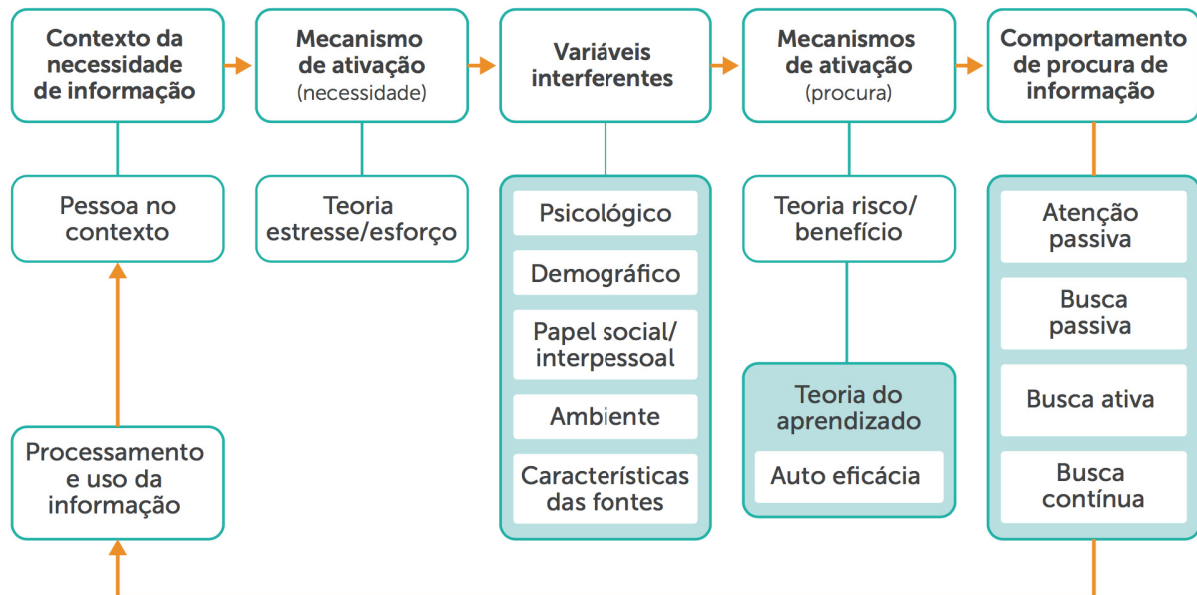 Contexto da
necessidade
de informação
Mecanismo
de ativação
(necessidade)
Variáveis
interferentes
Mecanismos
de ativação
(procura)
Comportamento
de procura de
informação
Pessoa no
contexto
Processamento
e uso da
informação
Teoria
estresse/esforço
Psicológico
Demográfico
Papel social/
interpessoal
Ambiente
Características
das fontes
Teoria risco/
benefício
Teoria do
aprendizado
Auto eficácia
Atenção
passiva
Busca
passiva
Busca ativa
Busca
contínua